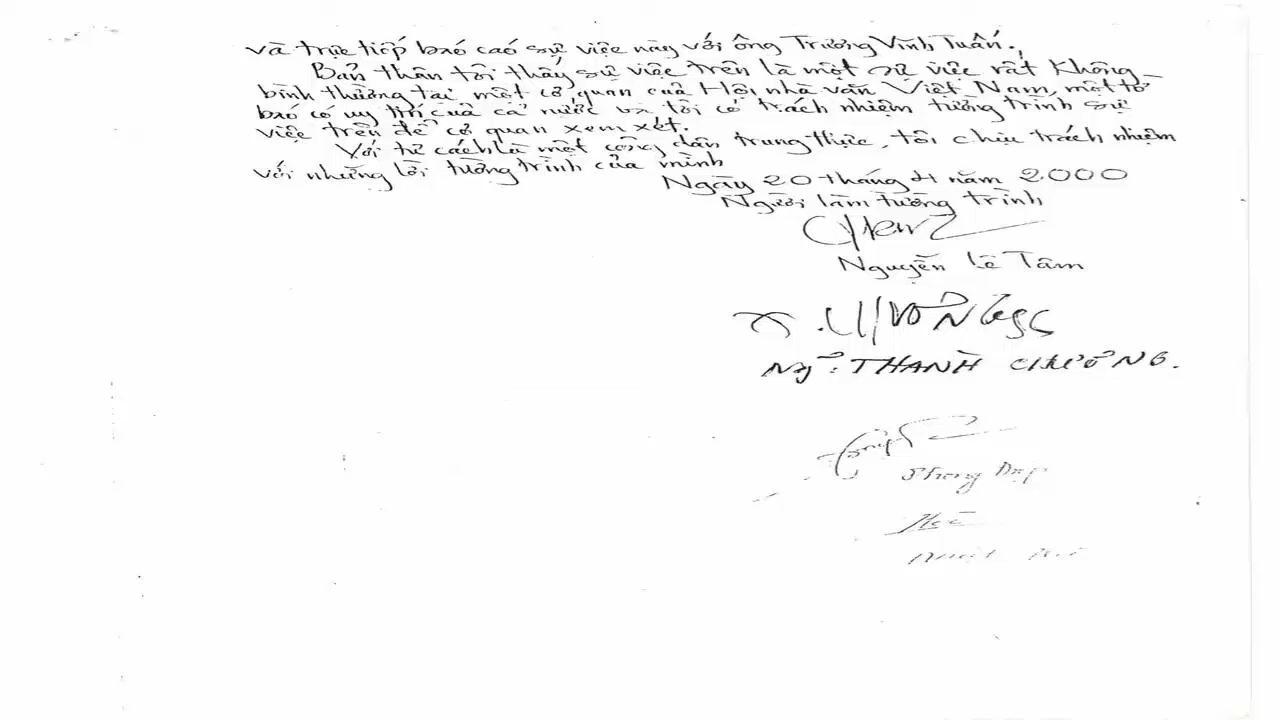 và trực tiếp báo cáo sự việc này với ông Trương Vĩnh Tuấn.,
Bản thân tôi thấy sự việc trên là một sự việc rất không
bình thường tại một cơ quan của Hội nhà văn Việt Nam, một tờ
báo có uy tín của cả nước và tôi có trách nhiệm tường trình sự
việc trên để cơ quan xem xét.
Với tư cách là một công dân trung thực, tôi chịu trách nhiệm
với những lời tường trình của mình
Ngày 20 tháng 4 năm 2000
Người làm tường trình
Nguyễn Lê Tâm
THANH CHƯƠNG.
Phong Điệp